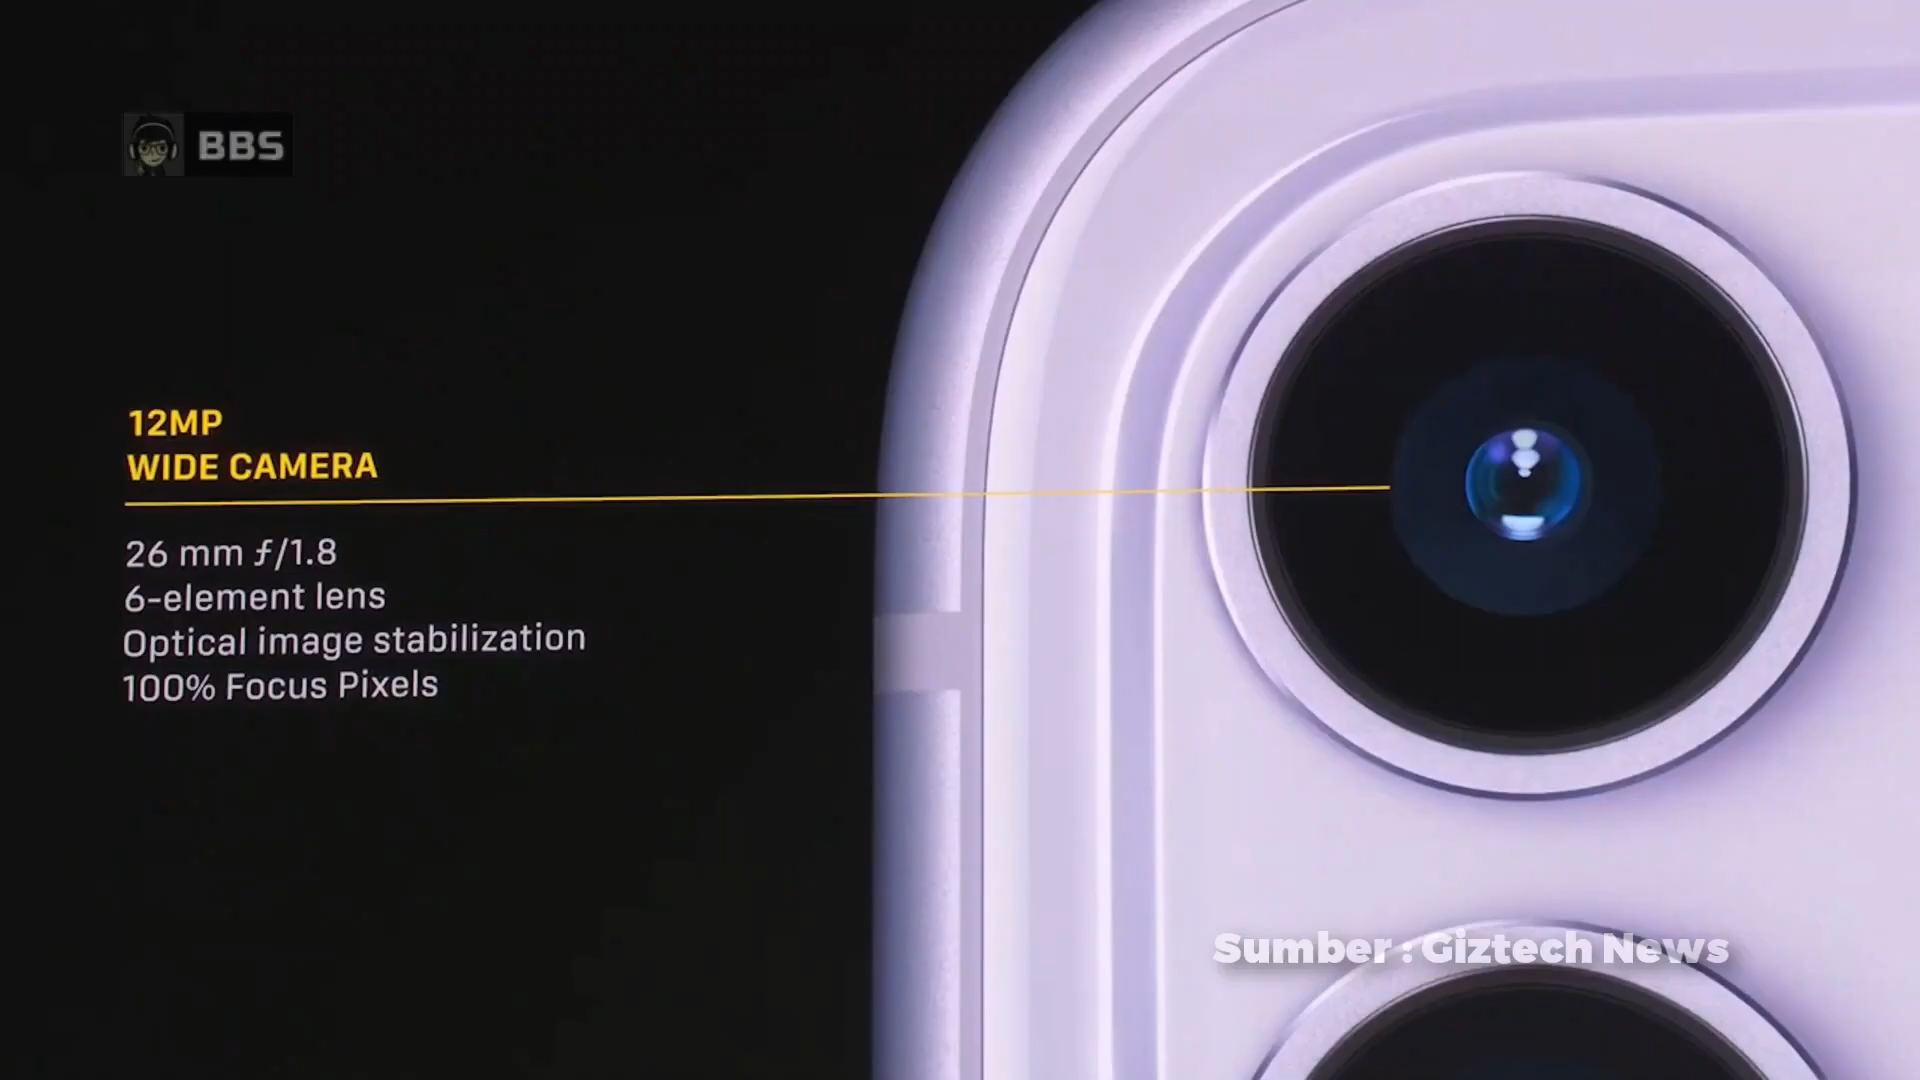 BBS
12MP
WIDE CAMERA
26 mm ƒ/1.8
6-element lens
Optical image stabilization
100% Focus Pixels
Sumber : Giztech News